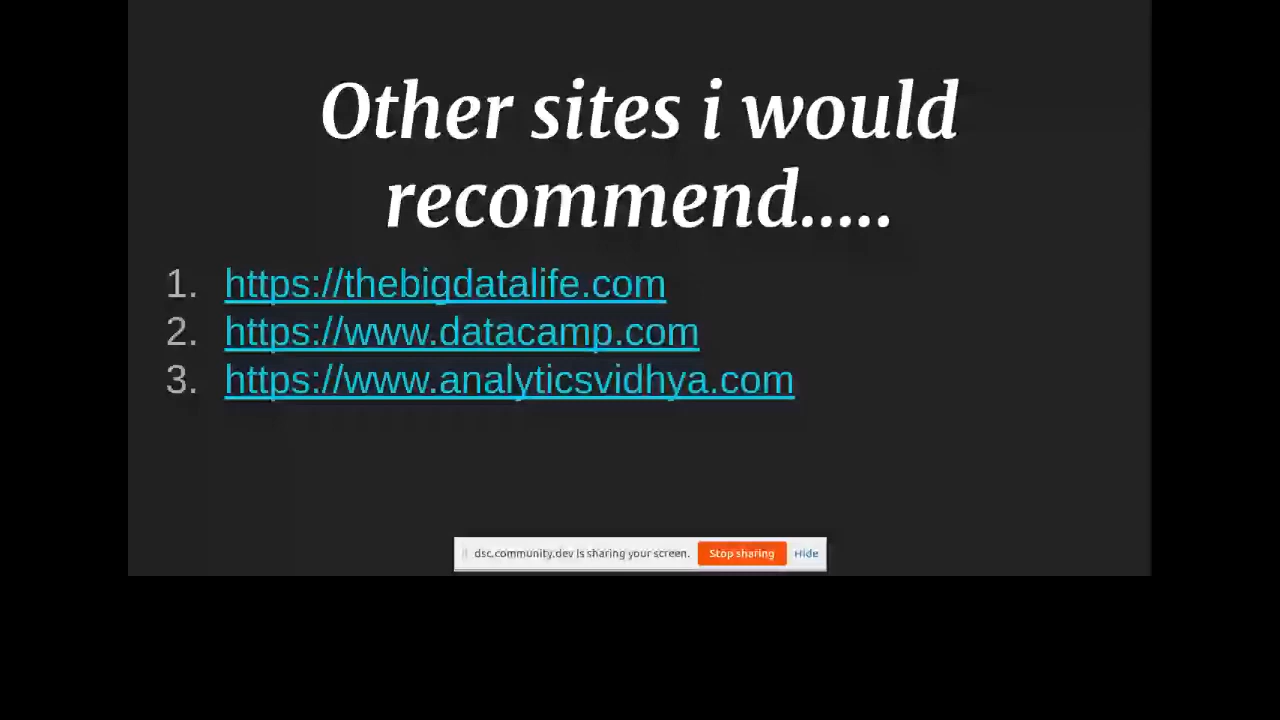 Other sites i would
recommend.....
1. https://thebigdatalife.com
2. https://www.datacamp.com
3. https://www.analyticsvidhya.com
dsc.community.dev is sharing your screen. Stop sharing Hide